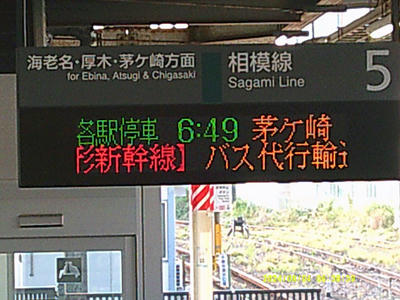 海老名・厚木・茅ケ崎方面
for Ebina, Atsugi & Chigasaki
相模線
Sagami Line
5
各駅停車 6:49 茅ケ崎
新幹線】 バス代行輸